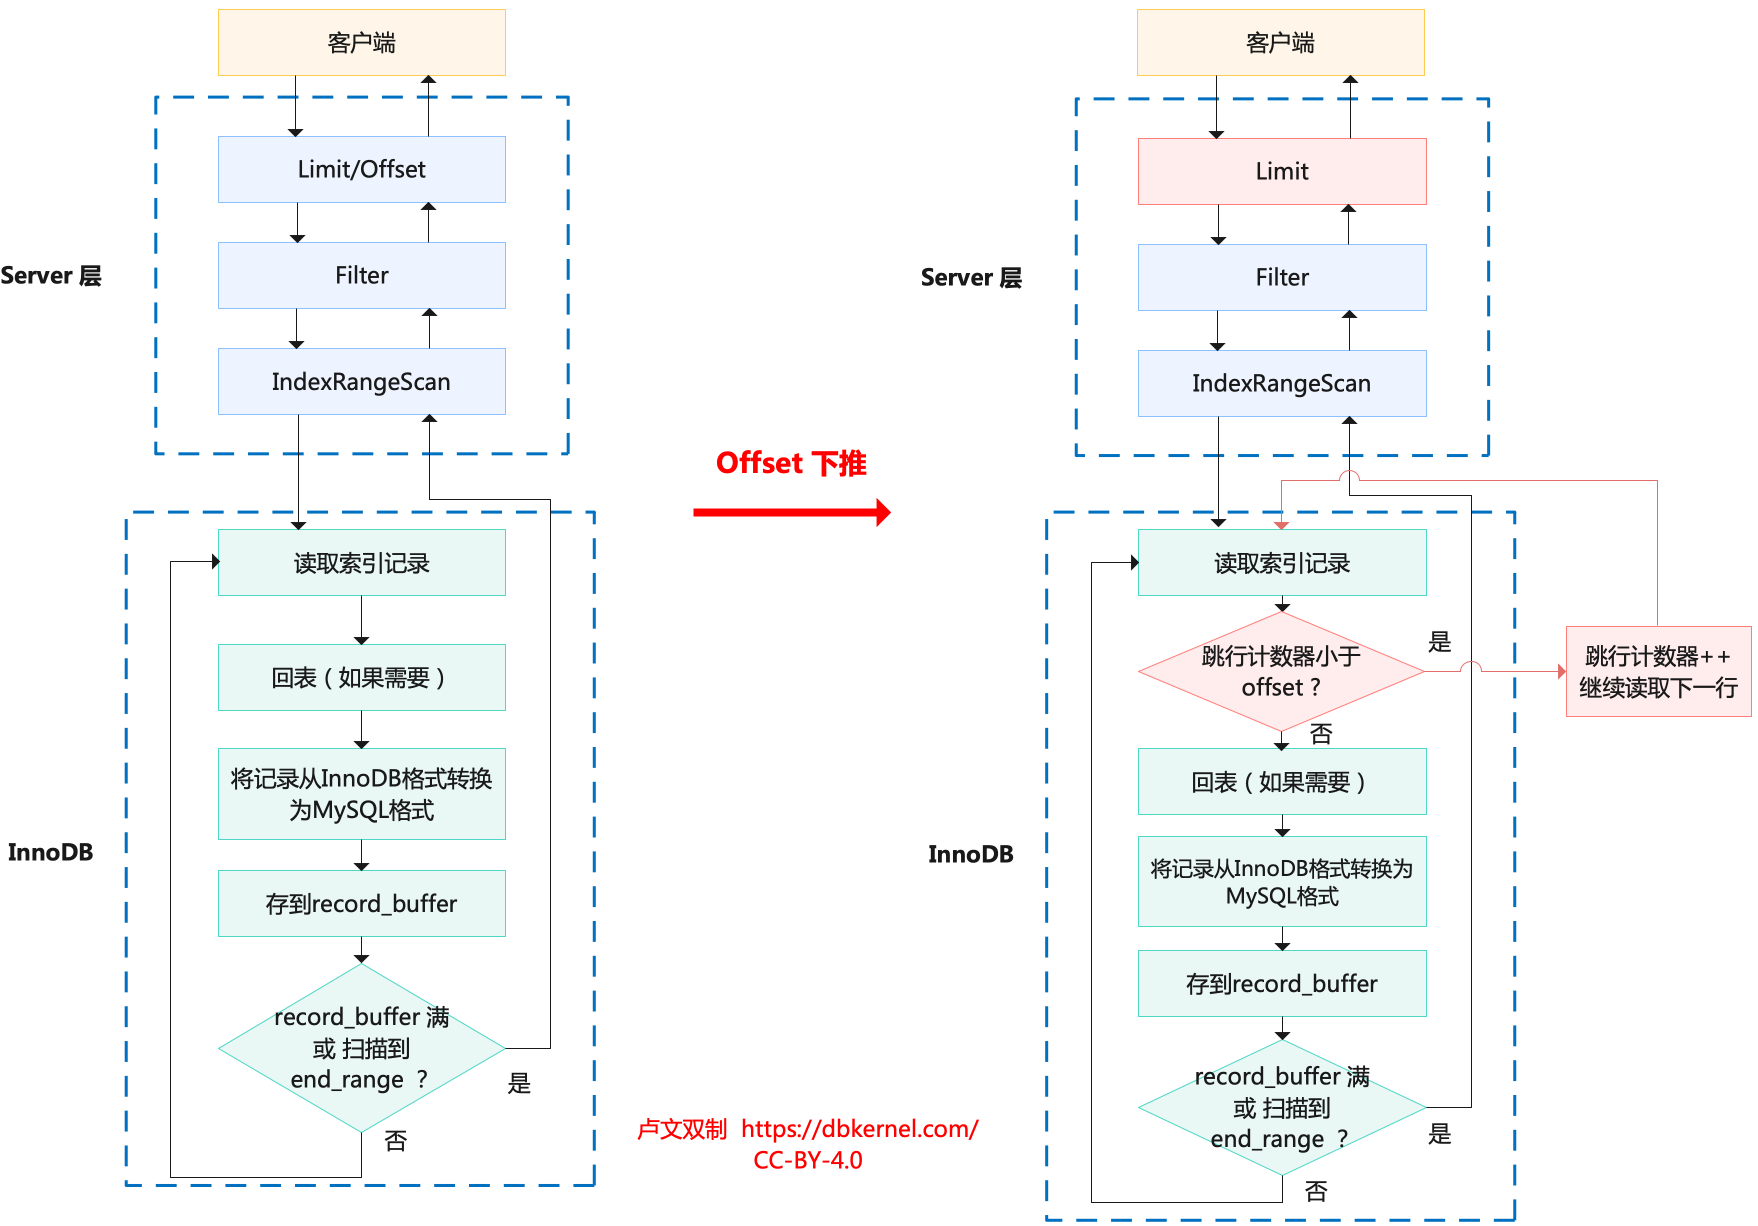 客户端
Limit/Offset
Server 层
Filter
IndexRangeScan
读取索引记录
回表（如果需要）
将记录从InnoDB格式转换
为MySQL格式
InnoDB
存到record_buffer
record_buffer 满
或 扫描到
end_range ？
是
否
Offset 下推
卢文双制 https://dbkernel.com/
CC-BY-4.0
客户端
Limit
Server 层
Filter
IndexRangeScan
读取索引记录
跳行计数器小于
offset？
是
跳行计数器++
继续读取下一行
否
回表（如果需要）
InnoDB
将记录从InnoDB格式转换为
MySQL格式
存到record_buffer
record_buffer 满
或 扫描到
end_range ？
是
否